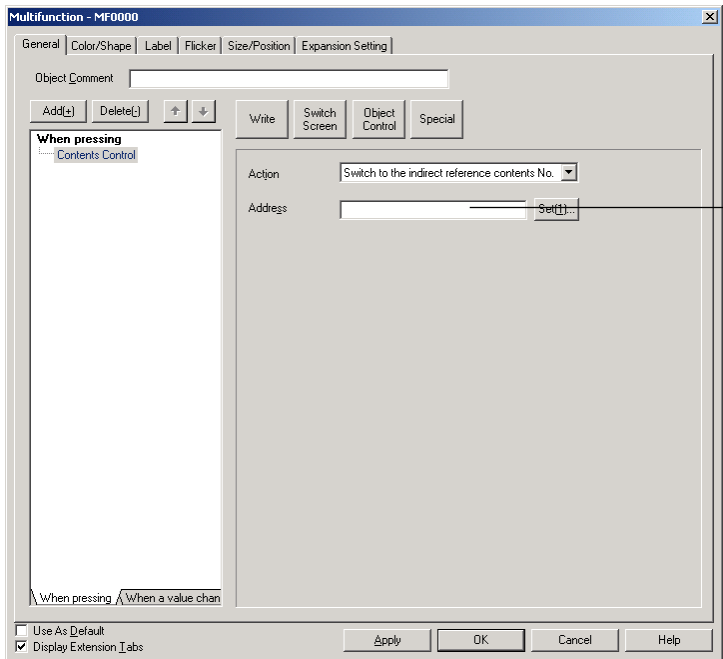 Multifunction - MF0000
General Color/Shape Label Flicker Size/Position Expansion Setting
Object Comment
Add(+) Delete(-)
Write Switch Screen Object Control Special
When pressing
Contents Control
Action Switch to the indirect reference contents No.
Address Set(1)...
When pressing When a value chan
Use As Default
Display Extension Tabs
Apply OK Cancel Help